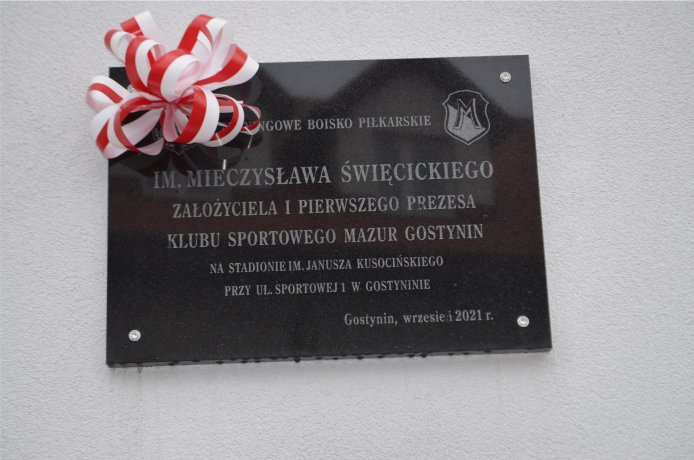 NGOWE BOISKO PIŁKARSKIE
M
IM. MIECZYSŁAWA ŚWIĘCICKIEGO
ZAŁOŻYCIELA I PIERWSZEGO PREZESA
KLUBU SPORTOWEGO MAZUR GOSTYNIN
NA STADIONIE IM. JANUSZA KUSOCIŃSKIEGO
PRZY UL. SPORTOWEJ 1 W GOSTYNINIE
Gostynin, wrzesień 2021 r.